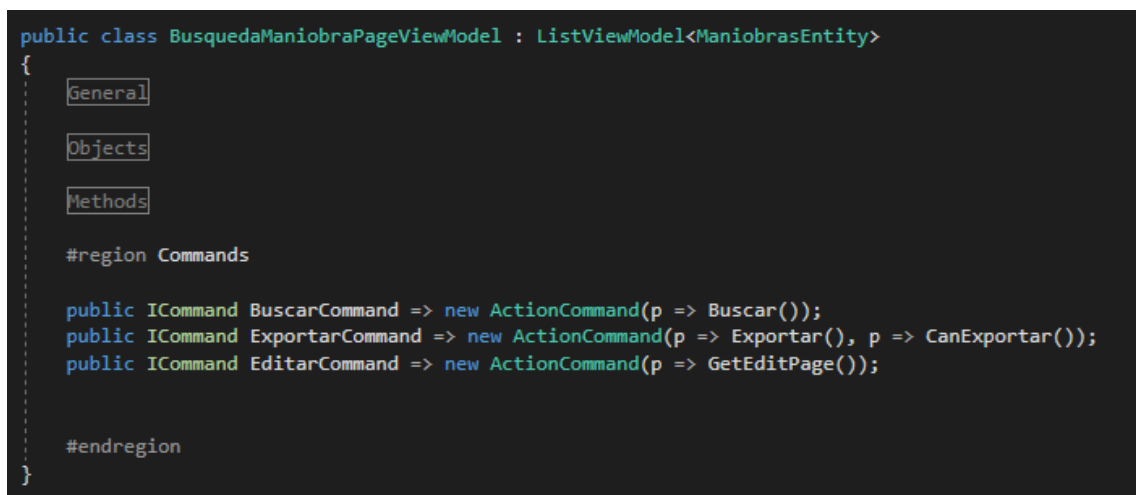 public class BusquedaManiobraPageViewModel : ListViewModel<ManiobrasEntity>
{
General
Objects
Methods
#region Commands
public ICommand BuscarCommand => new ActionCommand(p => Buscar());
public ICommand ExportarCommand => new ActionCommand(p => Exportar(), p => CanExportar());
public ICommand EditarCommand => new ActionCommand(p => GetEditPage());
#endregion
}